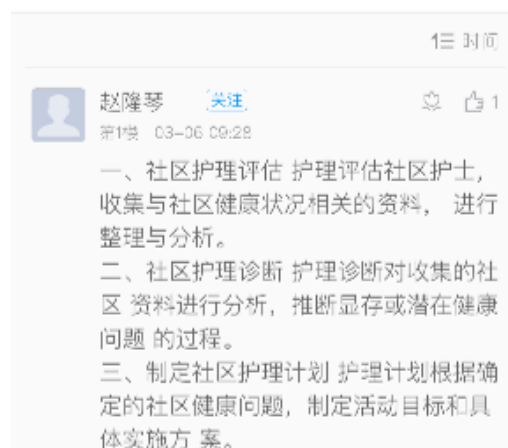 时间
赵隆琴 关注 1
第1楼 03-06 09:28
一、社区护理评估 护理评估社区护士，
收集与社区健康状况相关的资料， 进行
整理与分析。
二、社区护理诊断 护理诊断对收集的社
区 资料进行分析，推断显存或潜在健康
问题 的过程。
三、制定社区护理计划 护理计划根据确
定的社区健康问题，制定活动目标和具
体实施方 案。